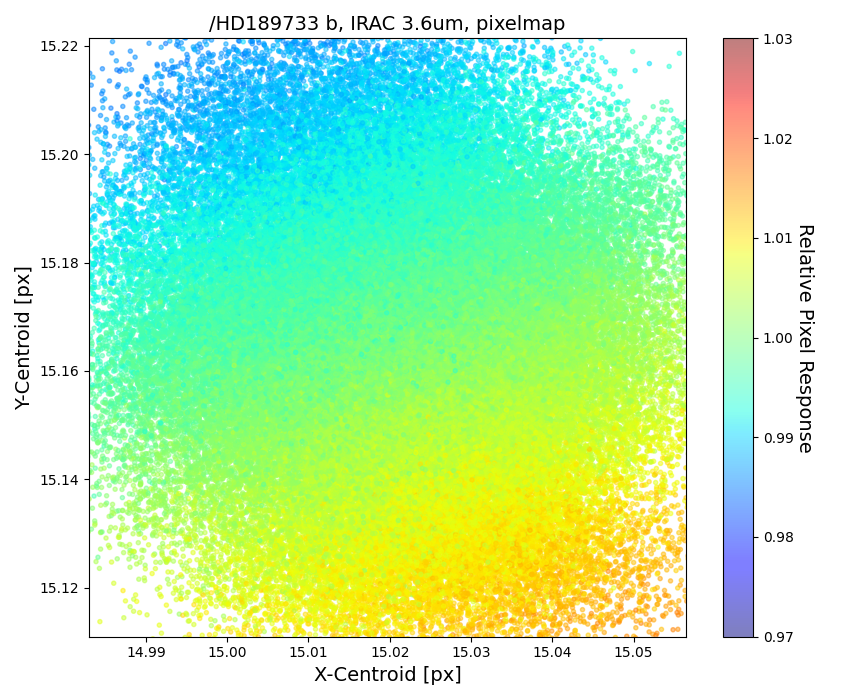 /HD189733 b, IRAC 3.6um, pixelmap
15.22
15.20
15.18
15.16
15.14
15.12
Y-Centroid [px]
14.99 15.00 15.01 15.02 15.03 15.04 15.05
X-Centroid [px]
1.03
1.02
1.01
1.00
0.99
0.98
0.97
Relative Pixel Response